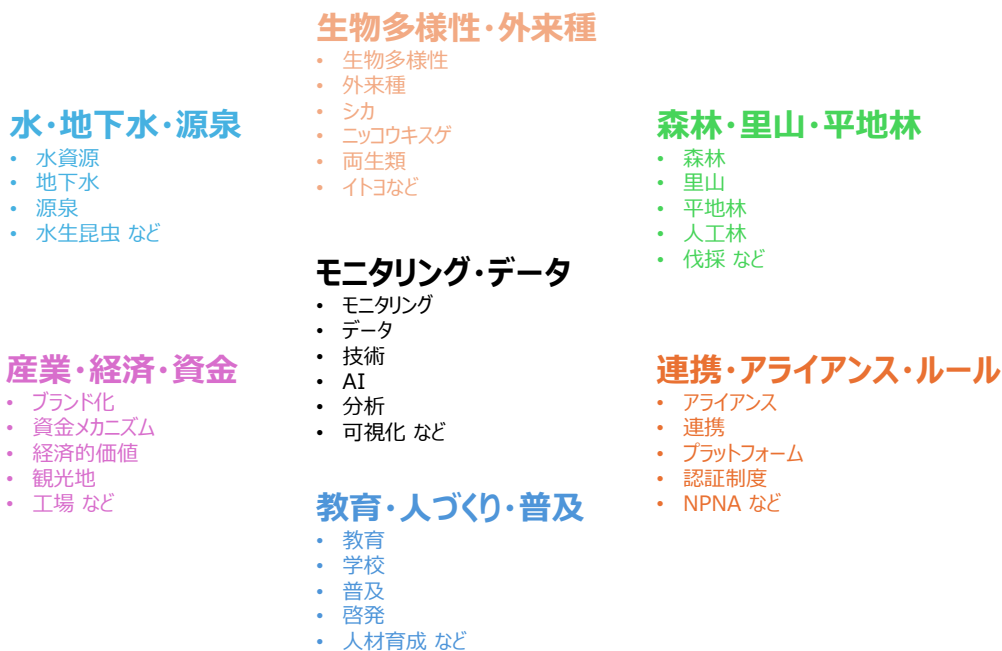 生物多様性・外来種
• 生物多様性
• 外来種
• シカ
• ニッコウキスゲ
• 両生類
• イトヨなど
水・地下水・源泉
• 水資源
• 地下水
• 源泉
• 水生昆虫 など
森林・里山・平地林
• 森林
• 里山
• 平地林
• 人工林
• 伐採 など
モニタリング・データ
• モニタリング
• データ
• 技術
• AI
• 分析
• 可視化 など
産業・経済・資金
• ブランド化
• 資金メカニズム
• 経済的価値
• 観光地
• 工場 など
連携・アライアンス・ルール
• アライアンス
• 連携
• プラットフォーム
• 認証制度
• NPNA など
教育・人づくり・普及
• 教育
• 学校
• 普及
• 啓発
• 人材育成 など